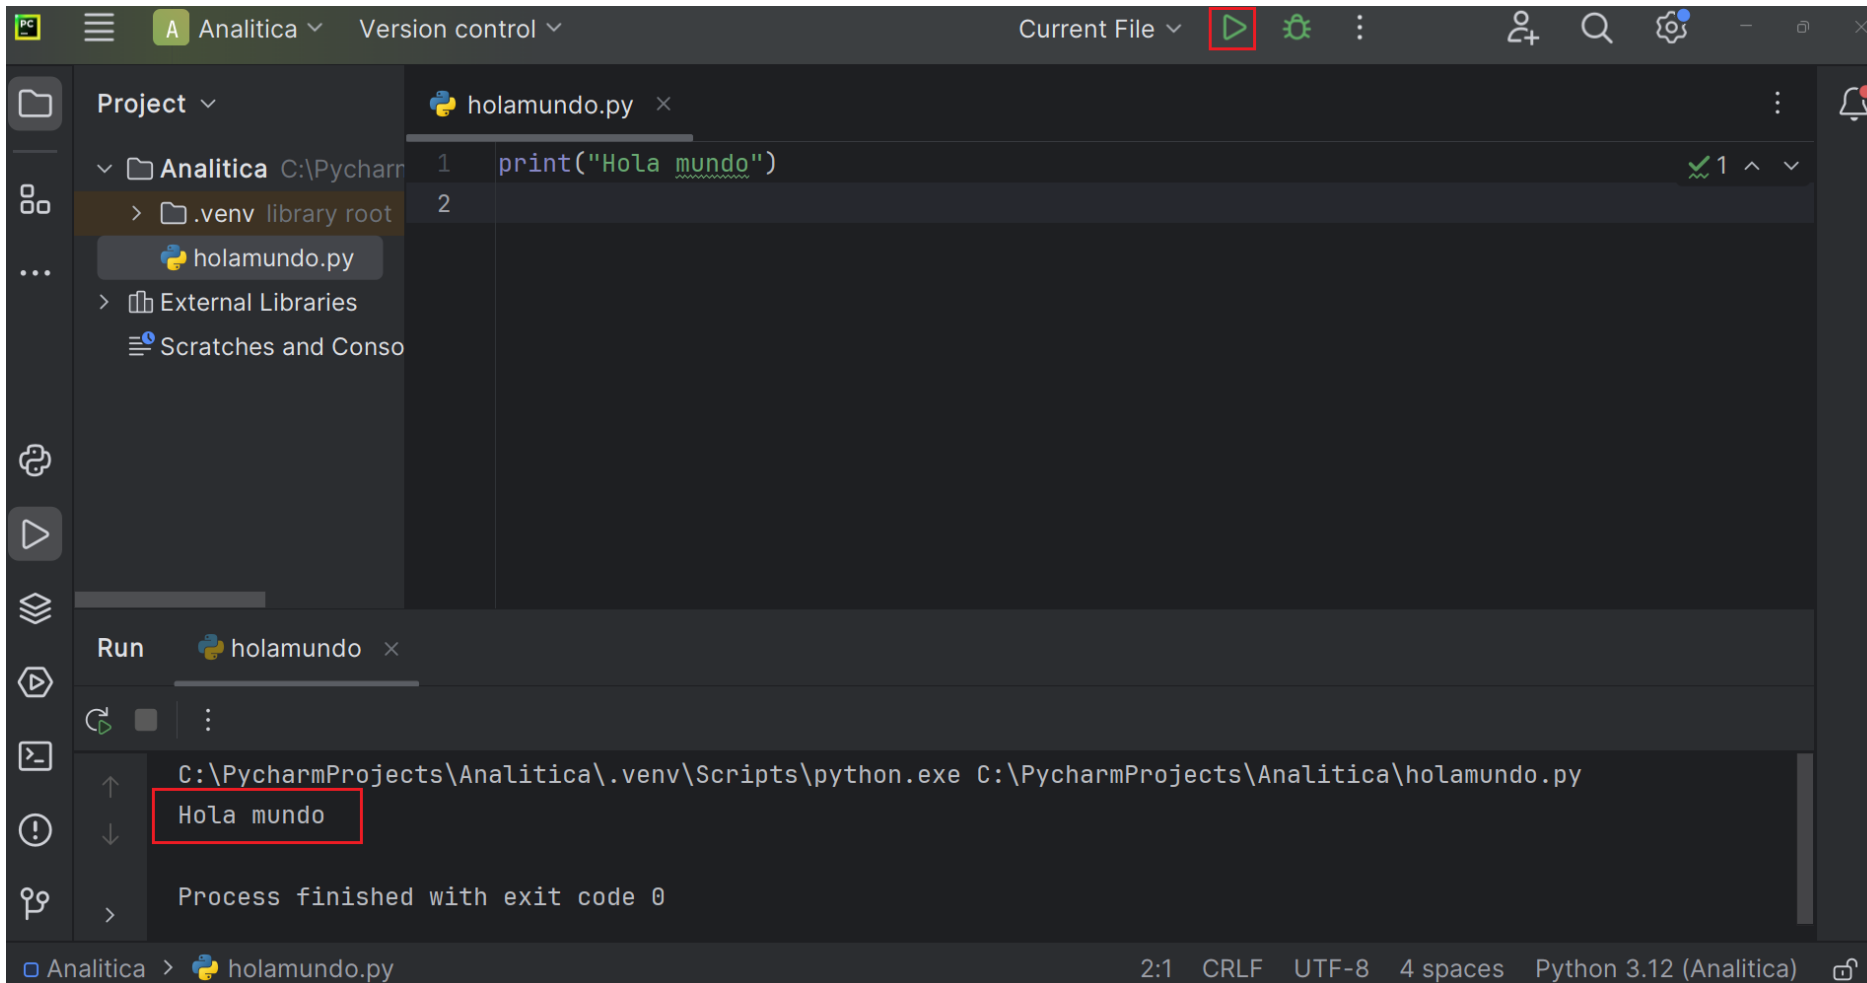 PC A Analitica Version control Current File
Project
holamundo.py
Analitica C:\Pycharm
.venv library root
holamundo.py
External Libraries
Scratches and Conso
1 print("Hola mundo")
1
2
Run holamundo
C:\PycharmProjects\Analitica\.venv\Scripts\python.exe C:\PycharmProjects\Analitica\holamundo.py
Hola mundo
Process finished with exit code 0
Analitica > holamundo.py 2:1 CRLF UTF-8 4 spaces Python 3.12 (Analitica)